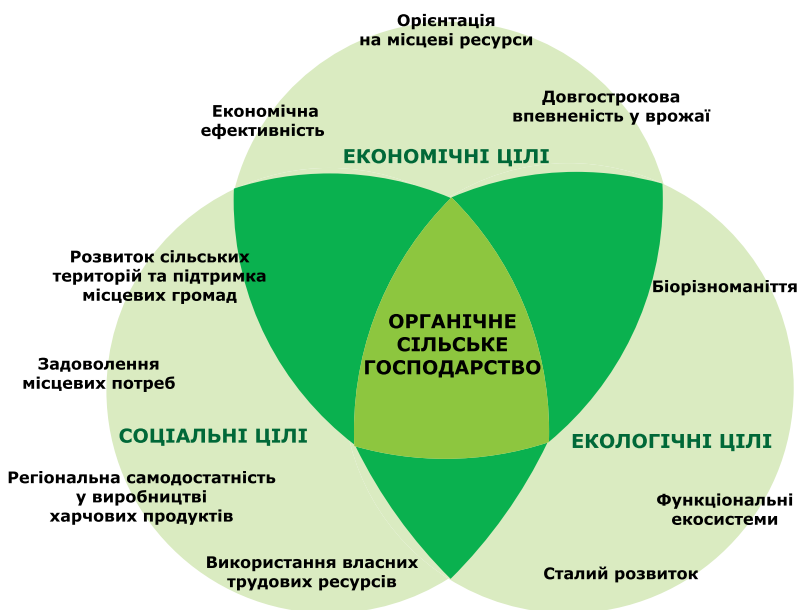 Орієнтація
на місцеві ресурси
Економічна
ефективність
Довгострокова
впевненість у врожаї
ЕКОНОМІЧНІ ЦІЛІ
Розвиток сільських
територій та підтримка
місцевих громад
Біорізноманіття
ОРГАНІЧНЕ
СІЛЬСЬКЕ
ГОСПОДАРСТВО
Задоволення
місцевих потреб
СОЦІАЛЬНІ ЦІЛІ
ЕКОЛОГІЧНІ ЦІЛІ
Регіональна самодостатність
у виробництві
харчових продуктів
Функціональні
екосистеми
Використання власних
трудових ресурсів
Сталий розвиток